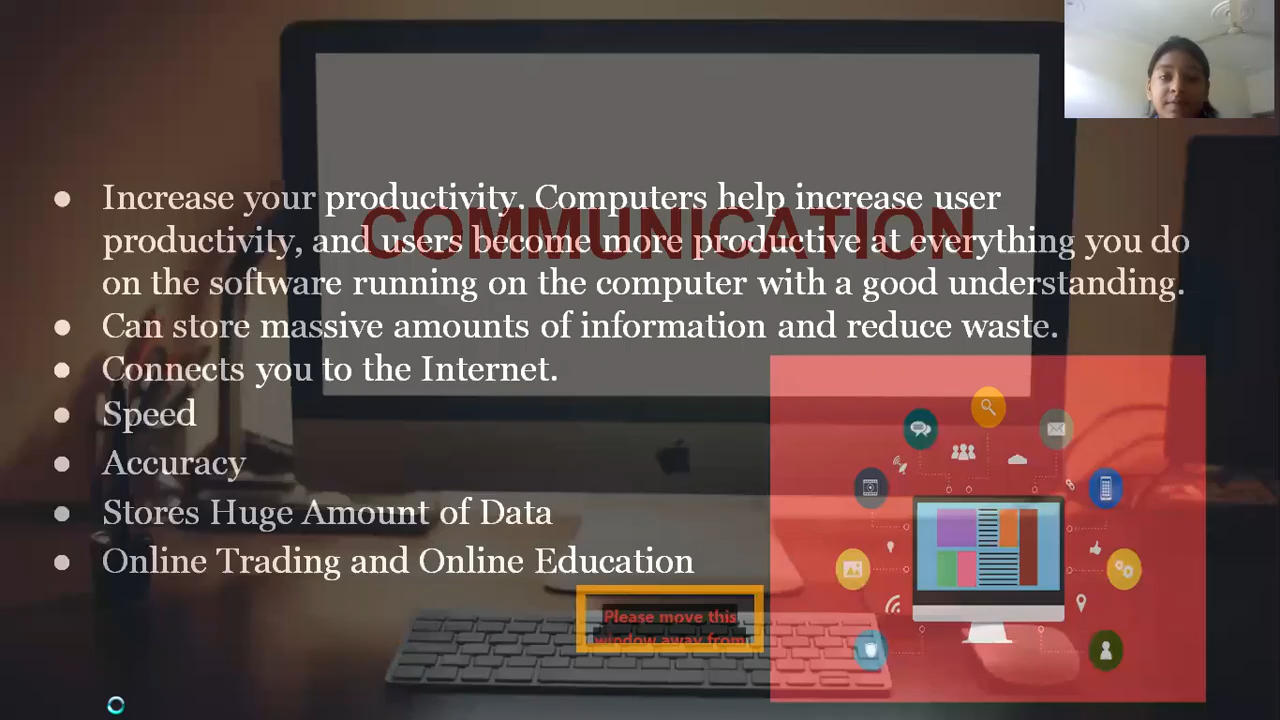 COMMUNICATION
● Increase your productivity. Computers help increase user
productivity, and users become more productive at everything you do
on the software running on the computer with a good understanding.
● Can store massive amounts of information and reduce waste.
● Connects you to the Internet.
● Speed
● Accuracy
● Stores Huge Amount of Data
● Online Trading and Online Education
Please move this
window away from